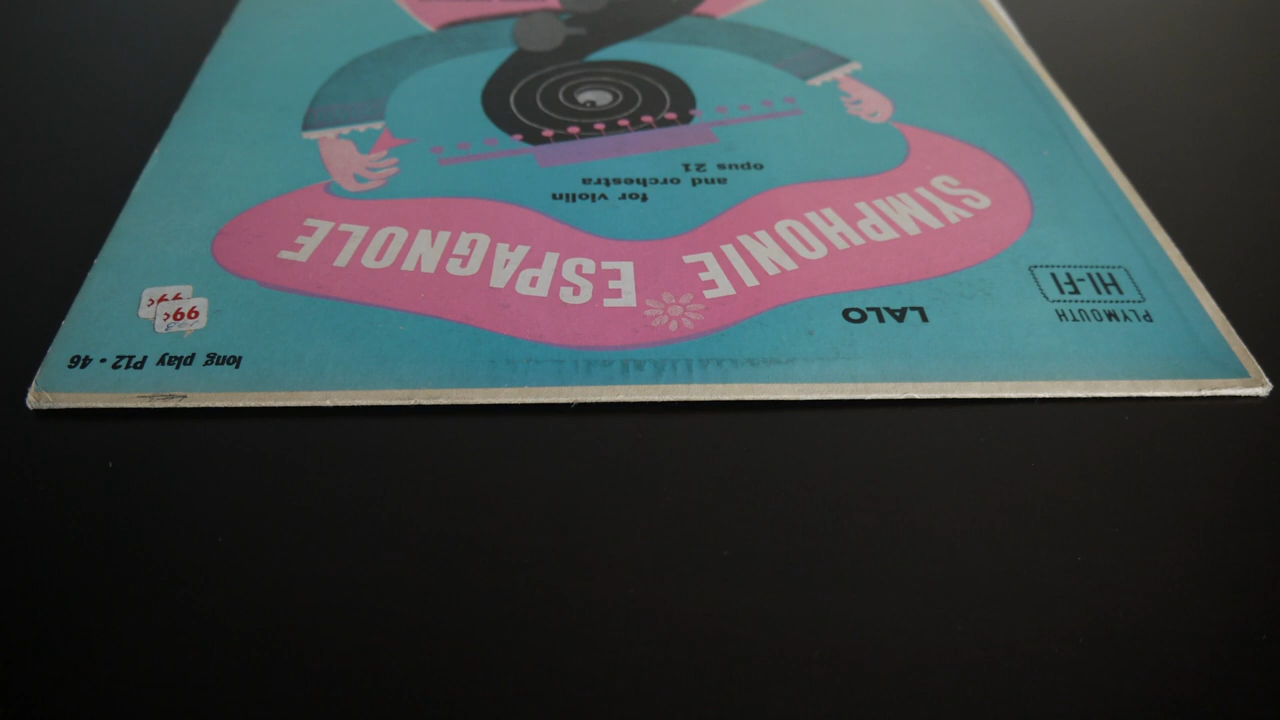 PLYMOUTH
HI-FI
LALO
long play P12 • 46
99¢
SYMPHONIE ESPAGNOLE
for violin
and orchestra
opus 21